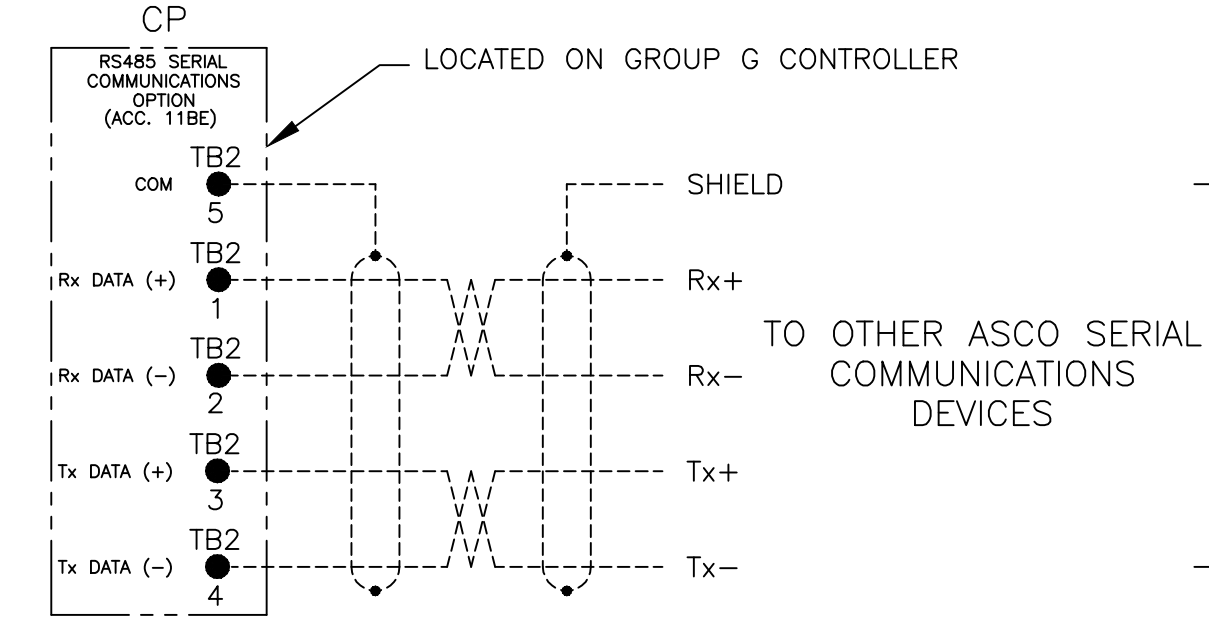 CP
RS485 SERIAL
COMMUNICATIONS
OPTION
(ACC. 11BE)
LOCATED ON GROUP G CONTROLLER
TB2
COM
5
SHIELD
TB2
Rx DATA (+)
1
Rx+
TB2
Rx DATA (–)
2
Rx–
TO OTHER ASCO SERIAL
COMMUNICATIONS
DEVICES
TB2
Tx DATA (+)
3
Tx+
TB2
Tx DATA (–)
4
Tx–